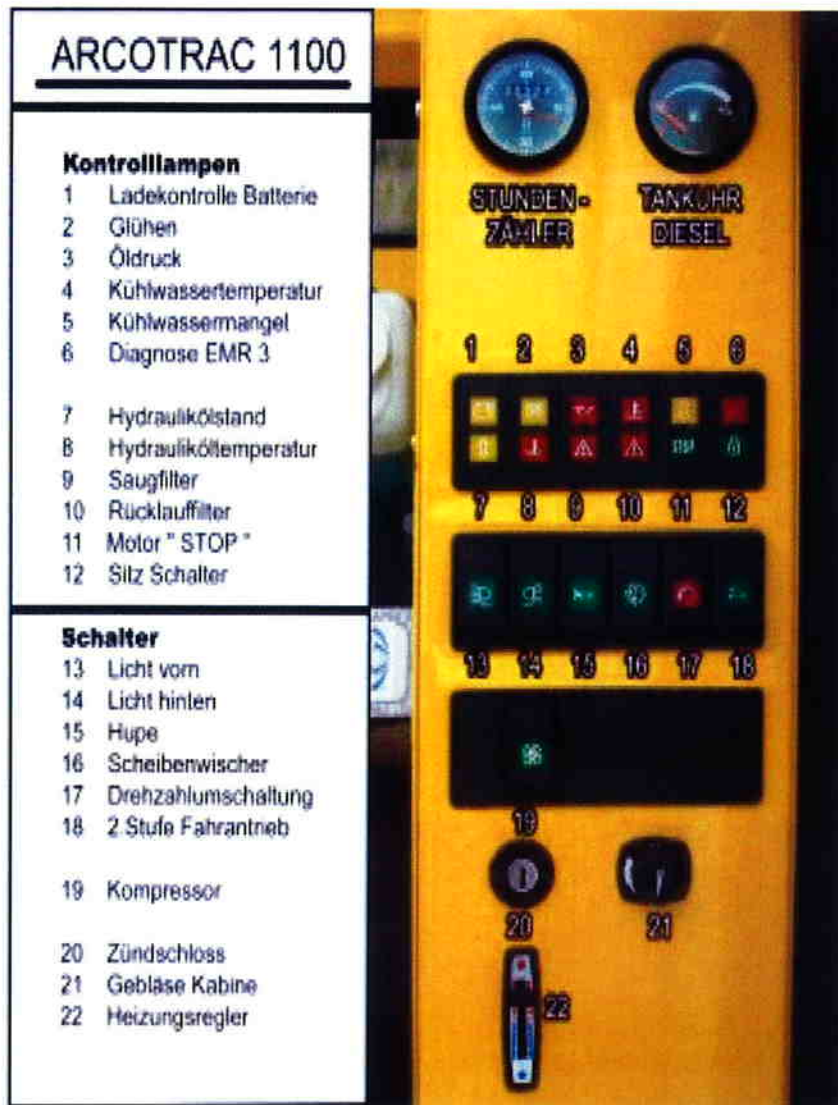 ARCOTRAC 1100
Kontrolllampen
1 Ladekontrolle Batterie
2 Glühen
3 Öldruck
4 Kühlwassertemperatur
5 Kühlwassermangel
6 Diagnose EMR 3
7 Hydraulikölstand
8 Hydrauliköltemperatur
9 Saugfilter
10 Rücklauffilter
11 Motor " STOP "
12 Sitz Schalter
Schalter
13 Licht vorn
14 Licht hinten
15 Hupe
16 Scheibenwischer
17 Drehzahlumschaltung
18 2 Stufe Fahrantrieb
19 Kompressor
20 Zündschloss
21 Gebläse Kabine
22 Heizungsregler
STUNDEN-
ZÄHLER
TANKUHR
DIESEL
1 2 3 4 5 6
STOP
7 8 9 10 11 12
13 14 15 16 17 18
19
20 21
22